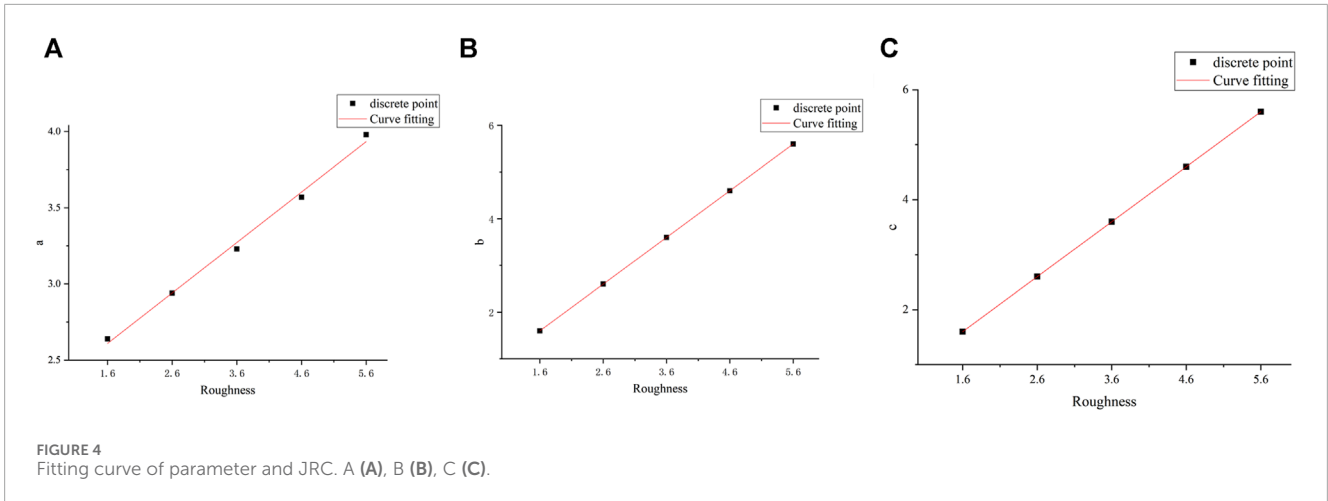 A
discrete point
Curve fitting
4.0
3.5
3.0
2.5
a
1. 6
2. 6
3. 6
4. 6
5. 6
Roughness
B
discrete point
Curve fitting
6
4
2
b
1. 6
2. 6
3. 6
4. 6
5. 6
Roughness
C
discrete point
Curve fitting
6
4
2
c
1.6
2.6
3.6
4.6
5.6
Roughness
FIGURE 4
Fitting curve of parameter and JRC. A (A), B (B), C (C).